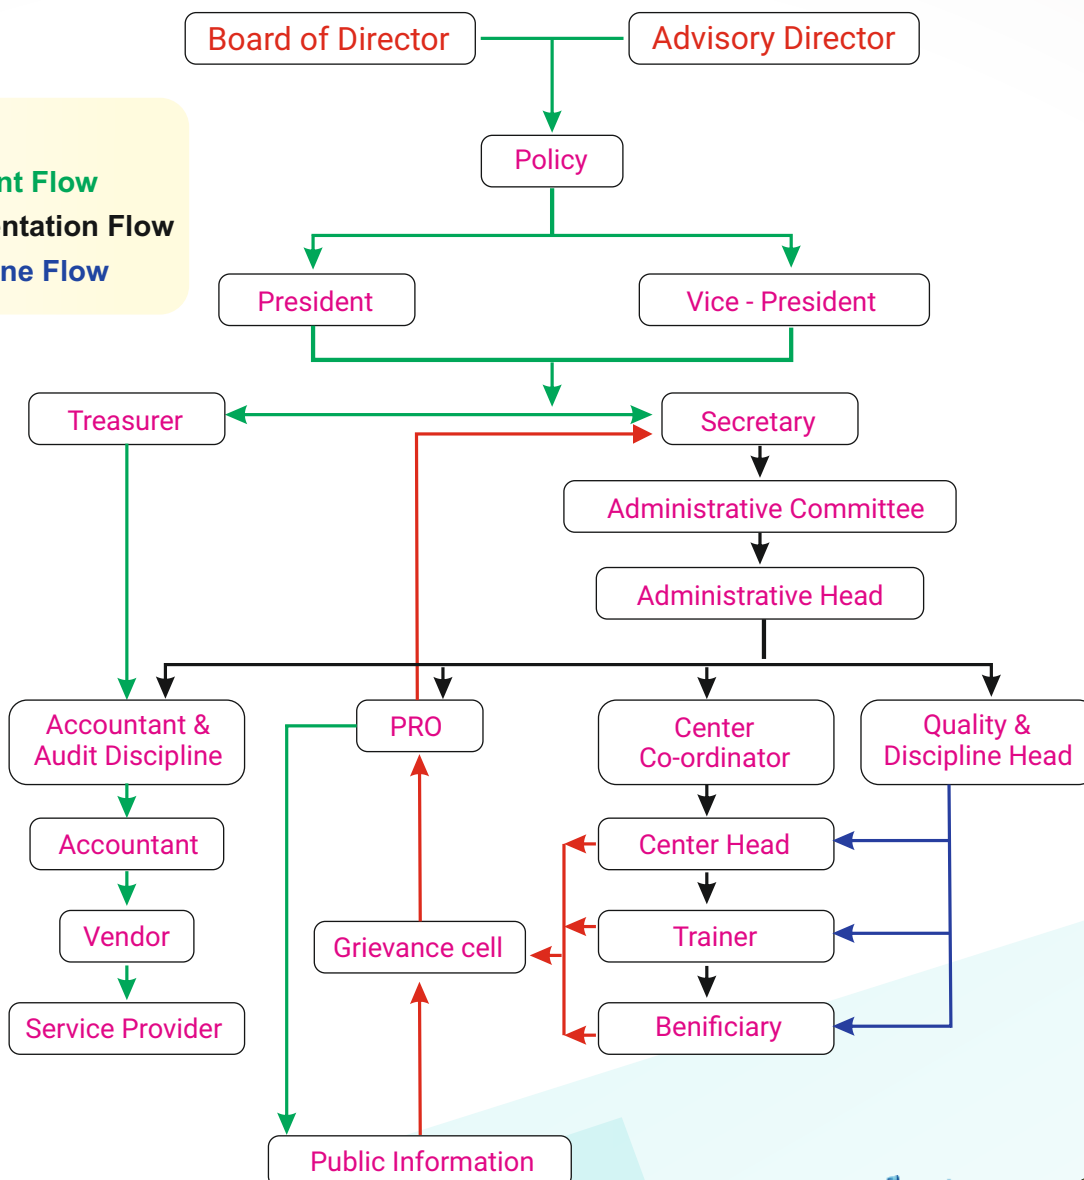 Board of Director
Advisory Director
nt Flow
ntation Flow
ne Flow
Policy
President
Vice - President
Treasurer
Secretary
Administrative Committee
Administrative Head
Accountant &
Audit Discipline
PRO
Center
Co-ordinator
Quality &
Discipline Head
Accountant
Center Head
Vendor
Grievance cell
Trainer
Service Provider
Benificiary
Public Information